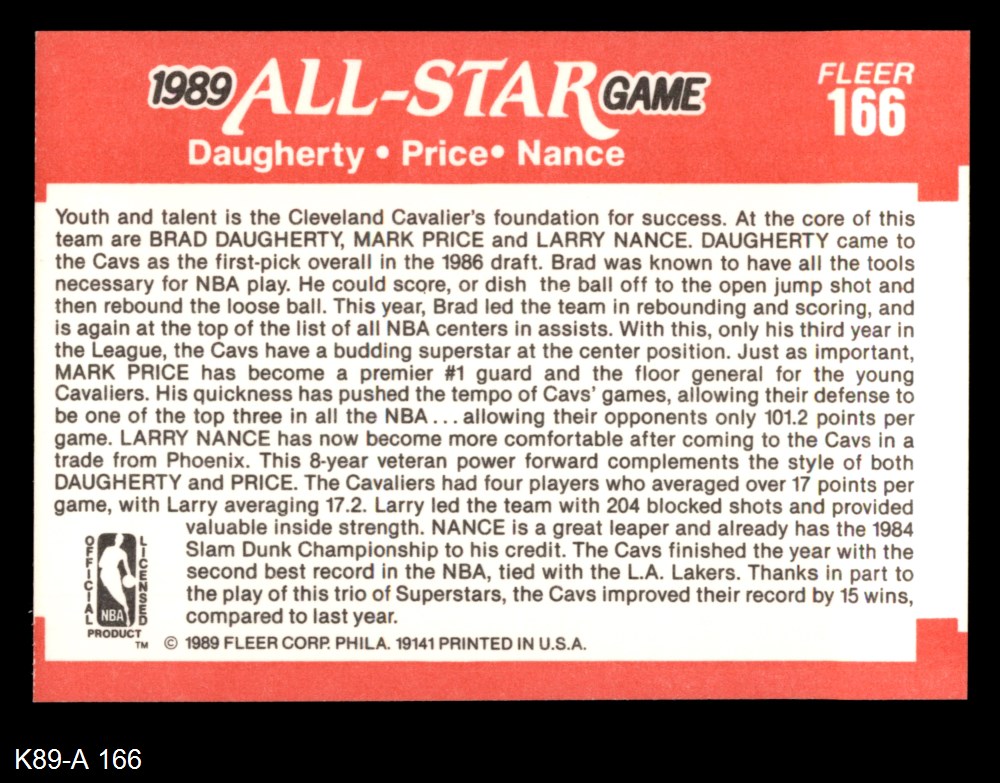 1989 ALL-STAR GAME
FLEER
166
Daugherty • Price• Nance
Youth and talent is the Cleveland Cavalier's foundation for success. At the core of this
team are BRAD DAUGHERTY, MARK PRICE and LARRY NANCE. DAUGHERTY came to
the Cavs as the first-pick overall in the 1986 draft. Brad was known to have all the tools
necessary for NBA play. He could score, or dish the ball off to the open jump shot and
then rebound the loose ball. This year, Brad led the team in rebounding and scoring, and
is again at the top of the list of all NBA centers in assists. With this, only his third year in
the League, the Cavs have a budding superstar at the center position. Just as important,
MARK PRICE has become a premier #1 guard and the floor general for the young
Cavaliers. His quickness has pushed the tempo of Cavs' games, allowing their defense to
be one of the top three in all the NBA...allowing their opponents only 101.2 points per
game. LARRY NANCE has now become more comfortable after coming to the Cavs in a
trade from Phoenix. This 8-year veteran power forward complements the style of both
DAUGHERTY and PRICE. The Cavaliers had four players who averaged over 17 points per
game, with Larry averaging 17.2. Larry led the team with 204 blocked shots and provided
valuable inside strength. NANCE is a great leaper and already has the 1984
Slam Dunk Championship to his credit. The Cavs finished the year with the
second best record in the NBA, tied with the L.A. Lakers. Thanks in part to
the play of this trio of Superstars, the Cavs improved their record by 15 wins,
compared to last year.
OFFICIAL
LICENSED
NBA
PRODUCT
TM
© 1989 FLEER CORP. PHILA. 19141 PRINTED IN U.S.A.
K89-A 166